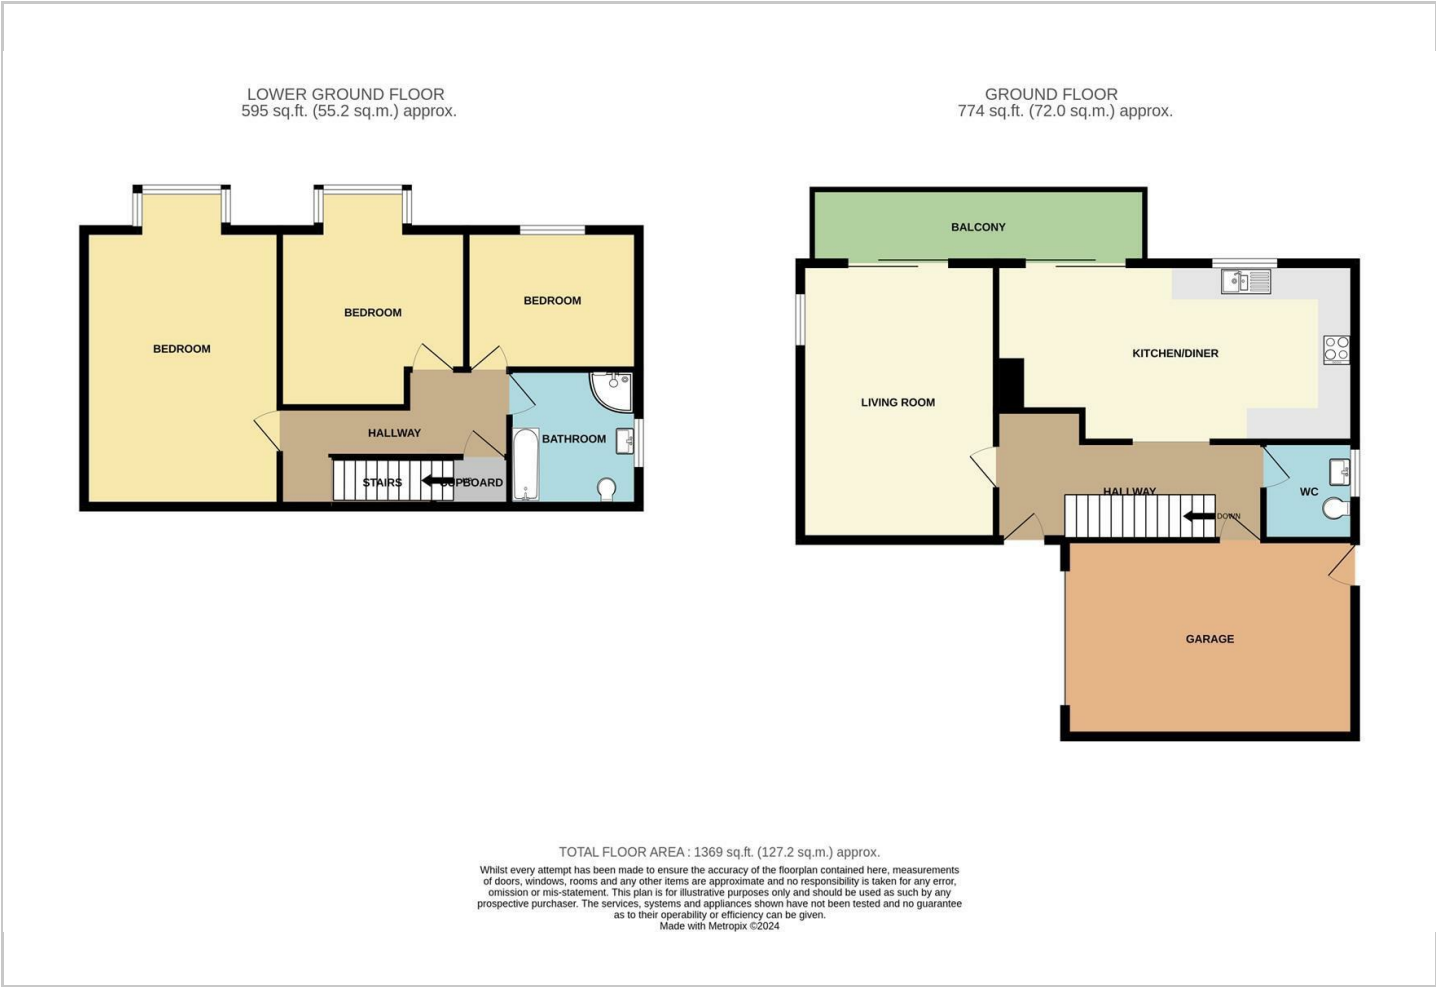 LOWER GROUND FLOOR
595 sq.ft. (55.2 sq.m.) approx.
BEDROOM
BEDROOM
BEDROOM
HALLWAY
BATHROOM
STAIRS
CUPBOARD
GROUND FLOOR
774 sq.ft. (72.0 sq.m.) approx.
BALCONY
KITCHEN/DINER
LIVING ROOM
HALLWAY
WC
DOWN
GARAGE
TOTAL FLOOR AREA : 1369 sq.ft. (127.2 sq.m.) approx.
Whilst every attempt has been made to ensure the accuracy of the floorplan contained here, measurements
of doors, windows, rooms and any other items are approximate and no responsibility is taken for any error,
omission or mis-statement. This plan is for illustrative purposes only and should be used as such by any
prospective purchaser. The services, systems and appliances shown have not been tested and no guarantee
as to their operability or efficiency can be given.
Made with Metropix ©2024